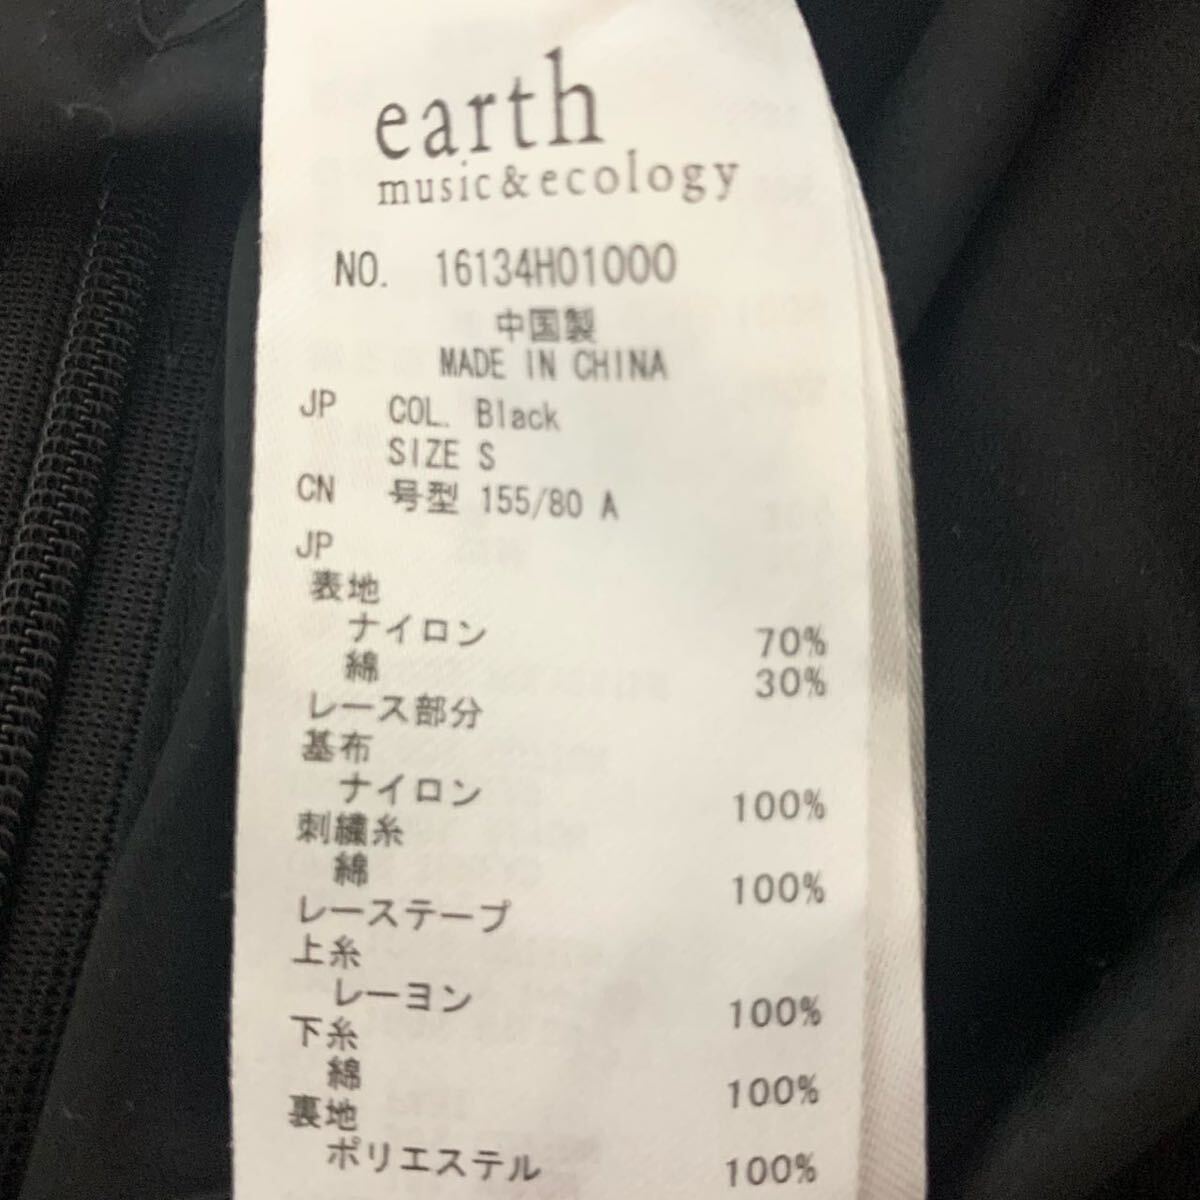 earth
music&ecology
NO. 16134H01000
中国製
MADE IN CHINA
JP COL. Black
SIZE S
CN 号型 155/80 A
JP
表地
ナイロン 70%
綿 30%
レース部分
基布
ナイロン 100%
刺繍糸
綿 100%
レーステープ
上糸
レーヨン 100%
下糸
綿 100%
裏地
ポリエステル 100%